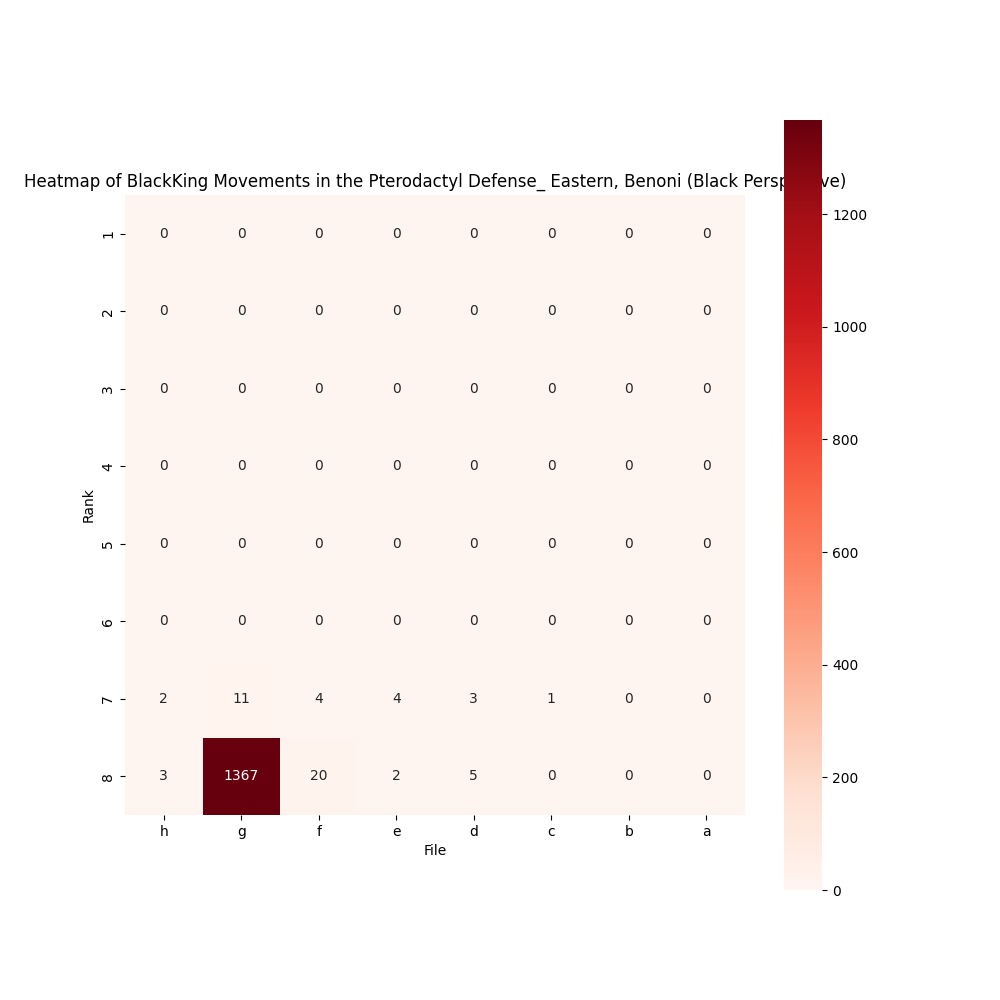 Heatmap of BlackKing Movements in the Pterodactyl Defense_ Eastern, Benoni (Black Persp ve)
1 0 0 0 0 0 0 0 0
2 0 0 0 0 0 0 0 0
3 0 0 0 0 0 0 0 0
4 0 0 0 0 0 0 0 0
5 0 0 0 0 0 0 0 0
6 0 0 0 0 0 0 0 0
7 2 11 4 4 3 1 0 0
8 3 1367 20 2 5 0 0 0
h g f e d c b a
File
Rank
1200
1000
800
600
400
200
0